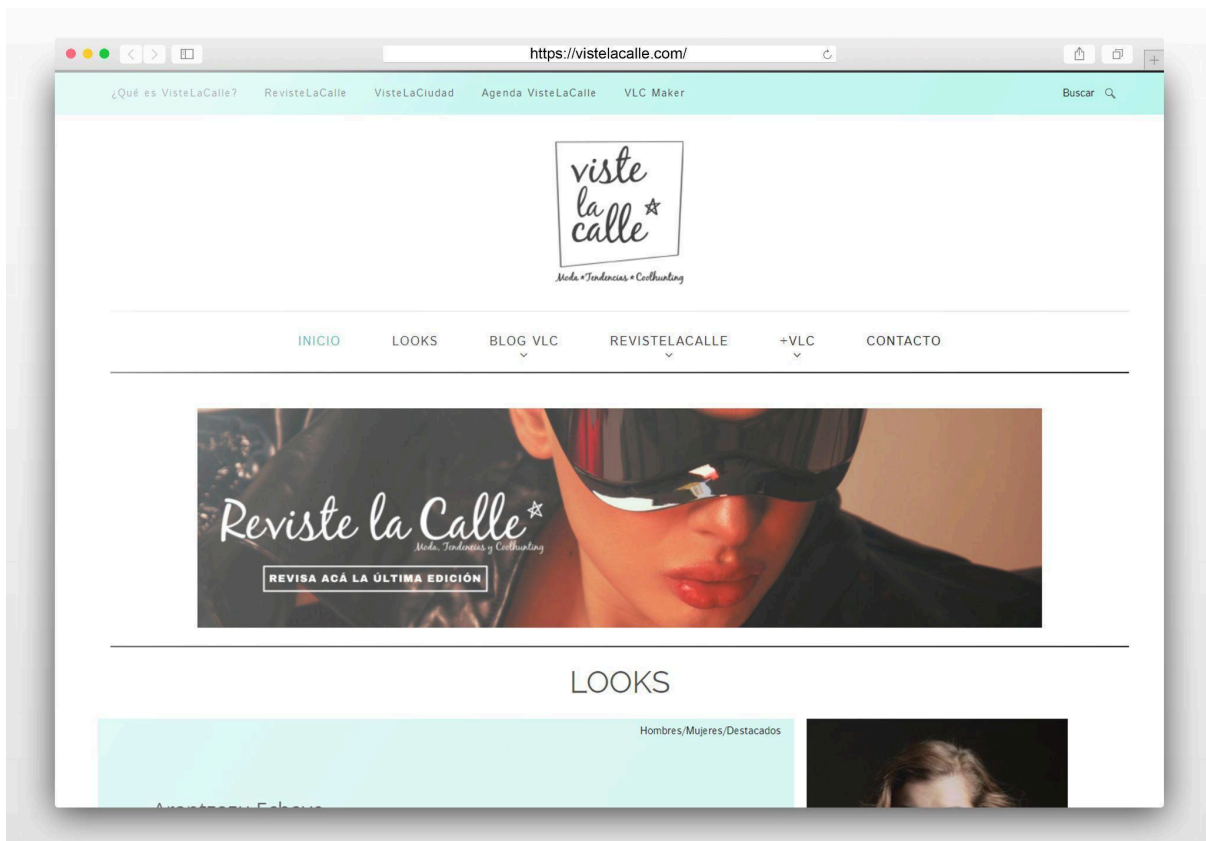 https://vistelacalle.com/
¿Qué es VisteLaCalle? RevisteLaCalle VisteLaCiudad Agenda VisteLaCalle VLC Maker Buscar
viste
la
calle
Moda ★ Tendencias ★ Coolhunting
INICIO LOOKS BLOG VLC REVISTELACALLE +VLC CONTACTO
Reviste la Calle
Moda, Tendencias y Coolhunting
REVISA ACÁ LA ÚLTIMA EDICIÓN
LOOKS
Hombres/Mujeres/Destacados